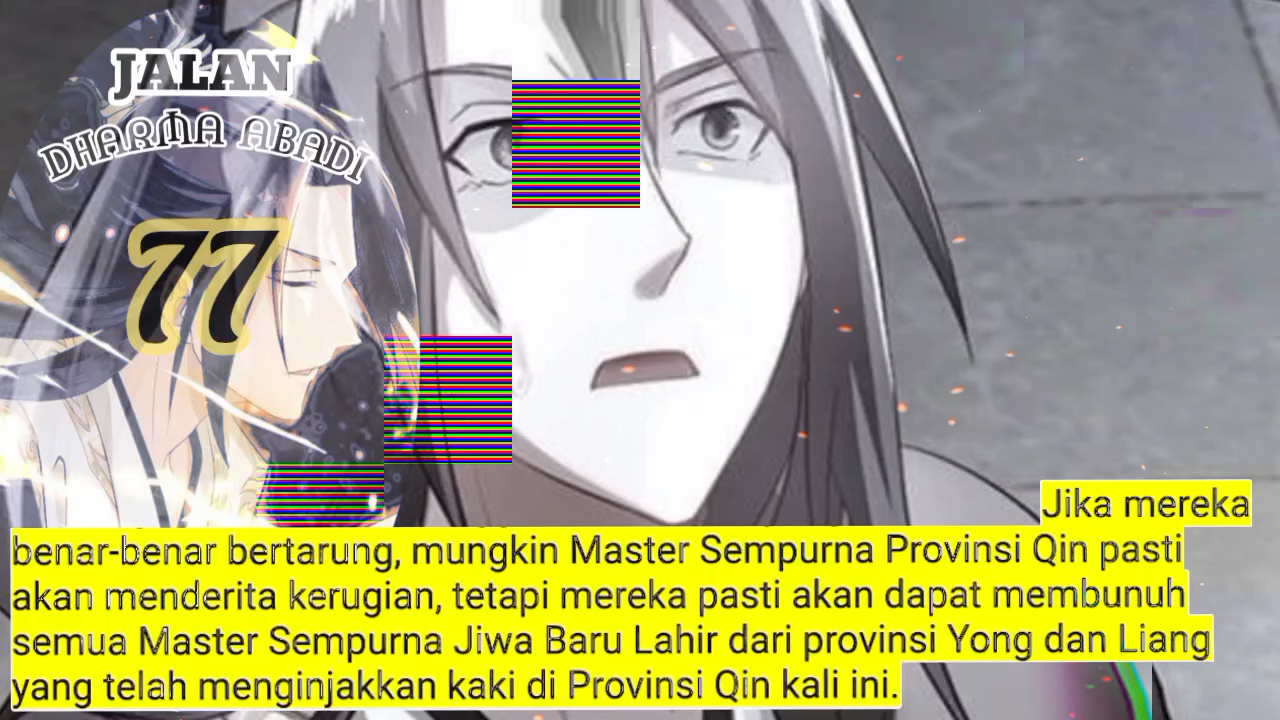 JALAN
DHARMA ABADI
77
Jika mereka
benar-benar bertarung, mungkin Master Sempurna Provinsi Qin pasti
akan menderita kerugian, tetapi mereka pasti akan dapat membunuh
semua Master Sempurna Jiwa Baru Lahir dari provinsi Yong dan Liang
yang telah menginjakkan kaki di Provinsi Qin kali ini.